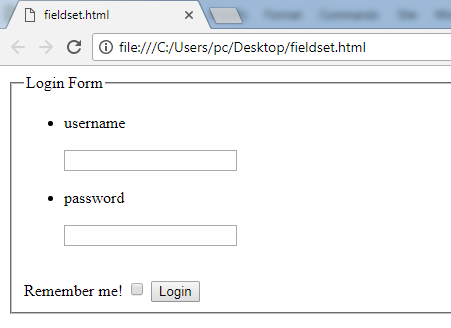 fieldset.html
file:///C:/Users/pc/Desktop/fieldset.html
Login Form
username
password
Remember me! Login